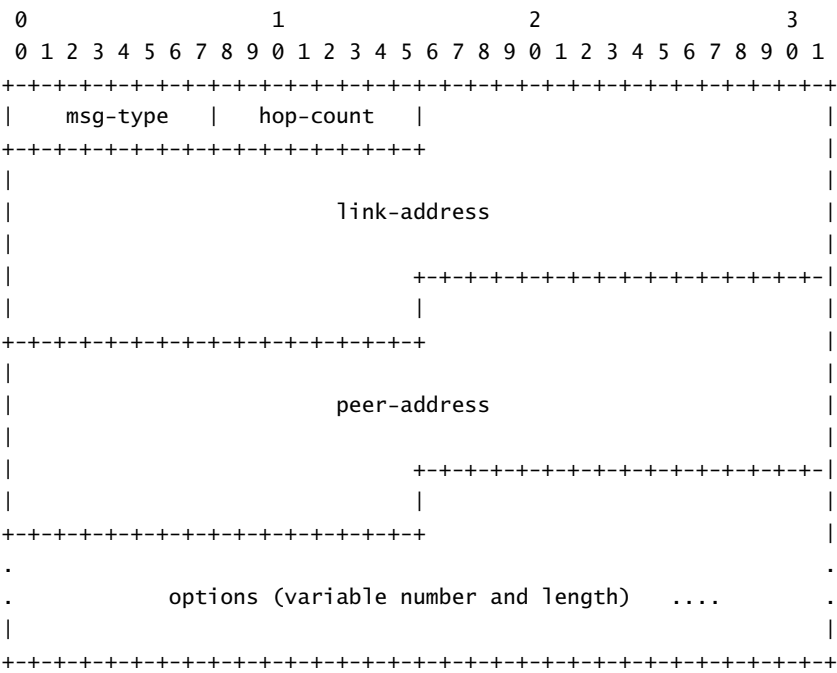 0                   1                   2                   3
 0 1 2 3 4 5 6 7 8 9 0 1 2 3 4 5 6 7 8 9 0 1 2 3 4 5 6 7 8 9 0 1
+-+-+-+-+-+-+-+-+-+-+-+-+-+-+-+-+-+-+-+-+-+-+-+-+-+-+-+-+-+-+-+-+
|    msg-type   |   hop-count   |                               |
+-+-+-+-+-+-+-+-+-+-+-+-+-+-+-+-+                               |
|                                                               |
|                         link-address                          |
|                                                               |
|                               +-+-+-+-+-+-+-+-+-+-+-+-+-+-+-+-|
|                               |                               |
+-+-+-+-+-+-+-+-+-+-+-+-+-+-+-+-+                               |
|                                                               |
|                         peer-address                          |
|                                                               |
|                               +-+-+-+-+-+-+-+-+-+-+-+-+-+-+-+-|
|                               |                               |
+-+-+-+-+-+-+-+-+-+-+-+-+-+-+-+-+                               |
.                                                               .
.            options (variable number and length)   ....        .
|                                                               |
+-+-+-+-+-+-+-+-+-+-+-+-+-+-+-+-+-+-+-+-+-+-+-+-+-+-+-+-+-+-+-+-+